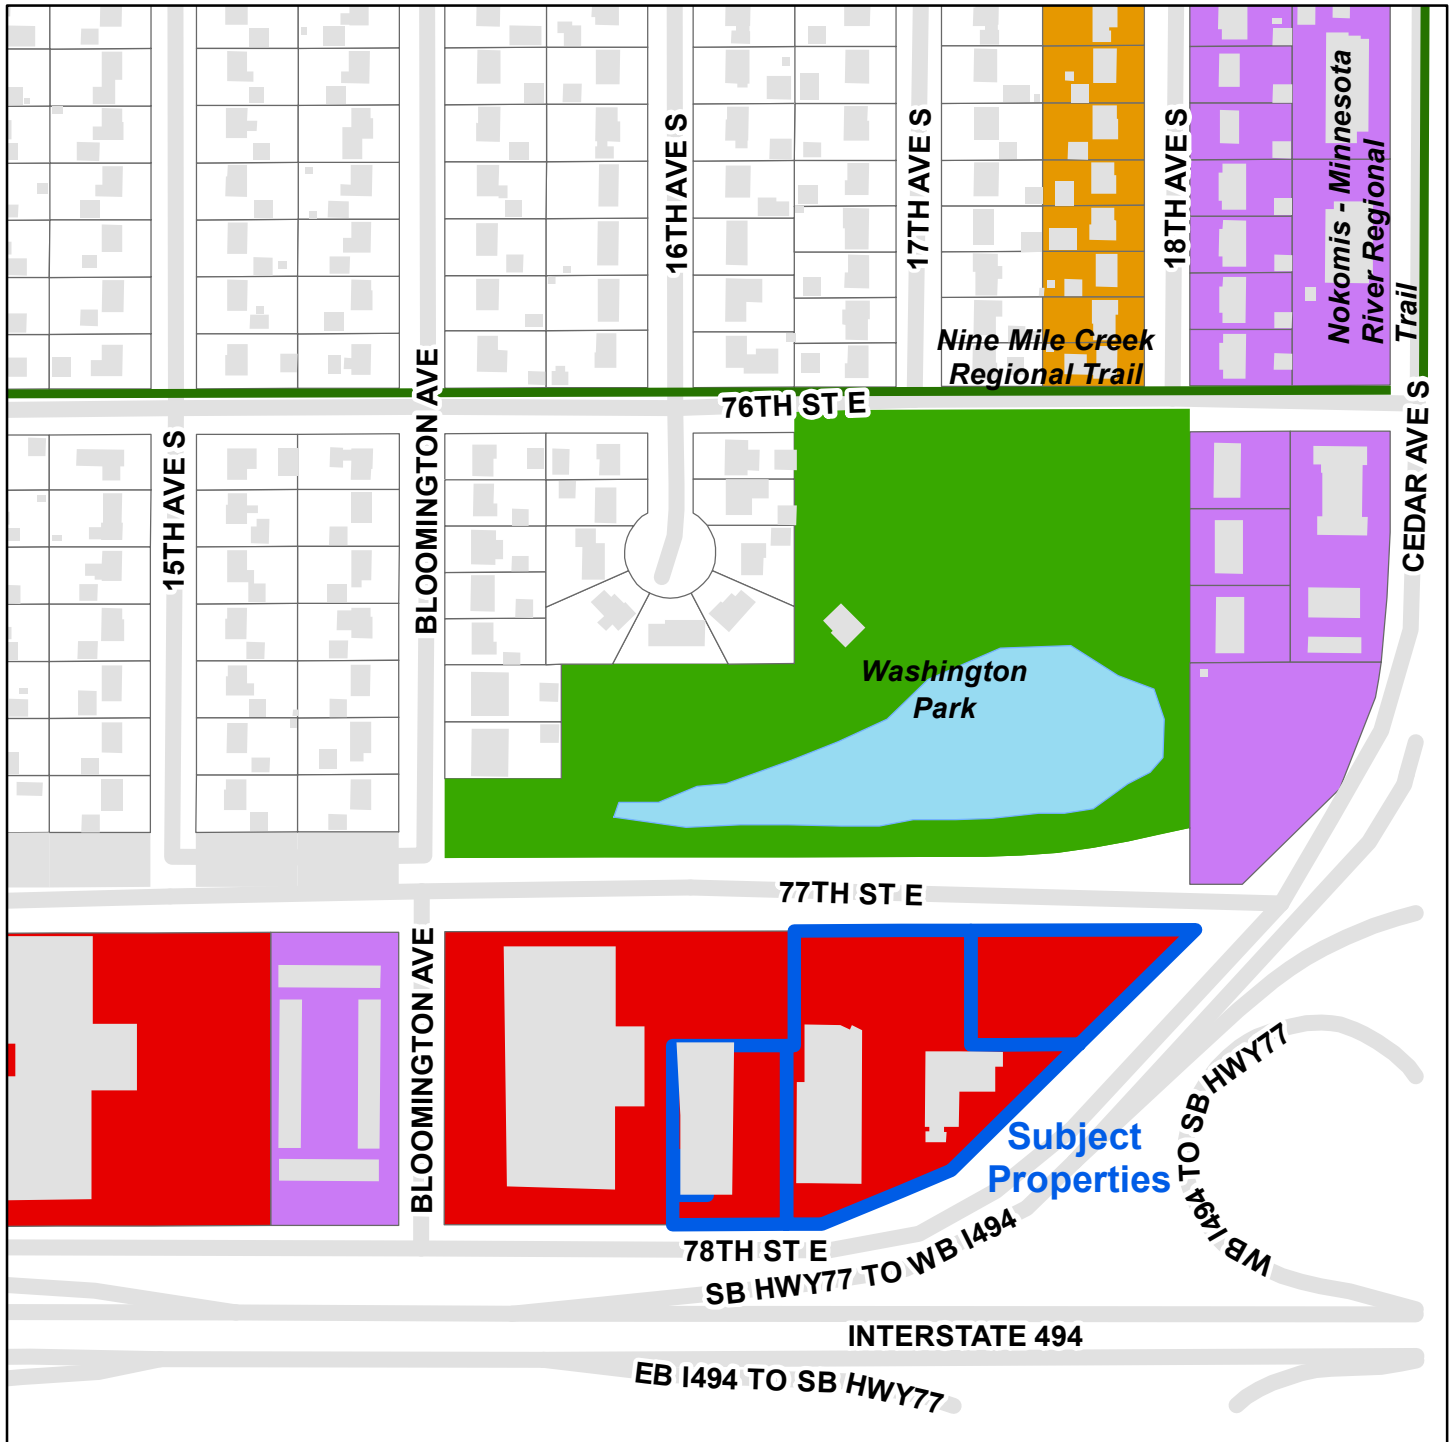 16TH AVE S
17TH AVE S
18TH AVE S
Nokomis - Minnesota
River Regional
Trail
Nine Mile Creek
Regional Trail
76TH ST E
15TH AVE S
BLOOMINGTON AVE
CEDAR AVE S
Washington
Park
77TH ST E
BLOOMINGTON AVE
WB I494 TO SB HWY77
Subject
Properties
78TH ST E
SB HWY77 TO WB I494
INTERSTATE 494
EB I494 TO SB HWY77